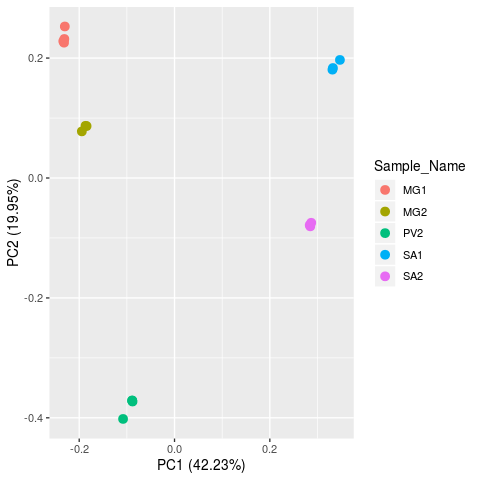 0.2
0.0
-0.2
-0.4
PC2 (19.95%)
-0.2
0.0
0.2
PC1 (42.23%)
Sample_Name
MG1
MG2
PV2
SA1
SA2